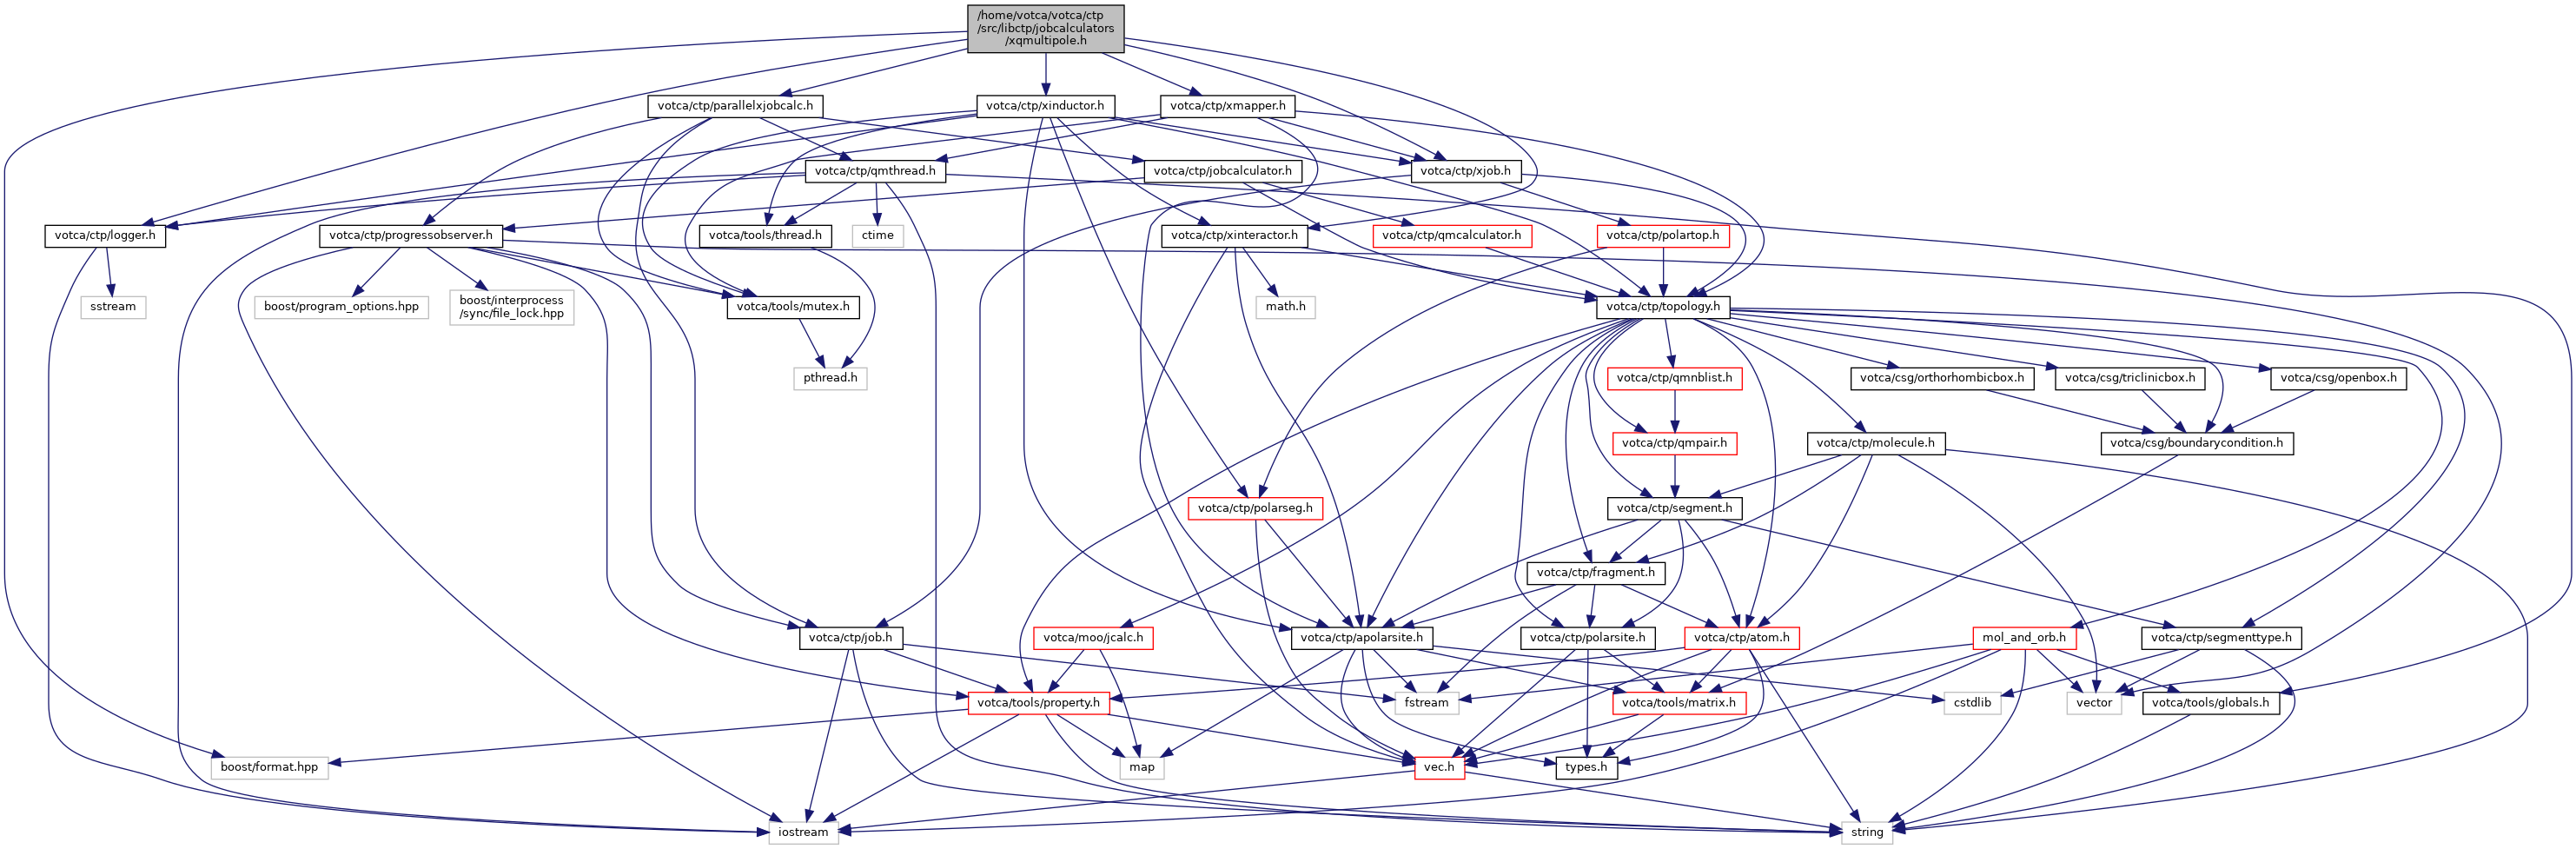 /home/votca/votca/ctp
/src/libctp/jobcalculators
/xqmultipole.h
votca/ctp/parallelxjobcalc.h
votca/ctp/xinductor.h
votca/ctp/xmapper.h
votca/ctp/qmthread.h
votca/ctp/jobcalculator.h
votca/ctp/xjob.h
votca/ctp/logger.h
votca/ctp/progressobserver.h
votca/tools/thread.h
ctime
votca/ctp/xinteractor.h
votca/ctp/qmcalculator.h
votca/ctp/polartop.h
sstream
boost/program_options.hpp
boost/interprocess
/sync/file_lock.hpp
votca/tools/mutex.h
math.h
votca/ctp/topology.h
pthread.h
votca/ctp/qmnblist.h
votca/csg/orthorhombicbox.h
votca/csg/triclinicbox.h
votca/csg/openbox.h
votca/ctp/qmpair.h
votca/ctp/molecule.h
votca/csg/boundarycondition.h
votca/ctp/polarseg.h
votca/ctp/segment.h
votca/ctp/fragment.h
votca/ctp/job.h
votca/moo/jcalc.h
votca/ctp/apolarsite.h
votca/ctp/polarsite.h
votca/ctp/atom.h
mol_and_orb.h
votca/ctp/segmenttype.h
votca/tools/property.h
fstream
votca/tools/matrix.h
cstdlib
vector
votca/tools/globals.h
boost/format.hpp
map
vec.h
types.h
iostream
string